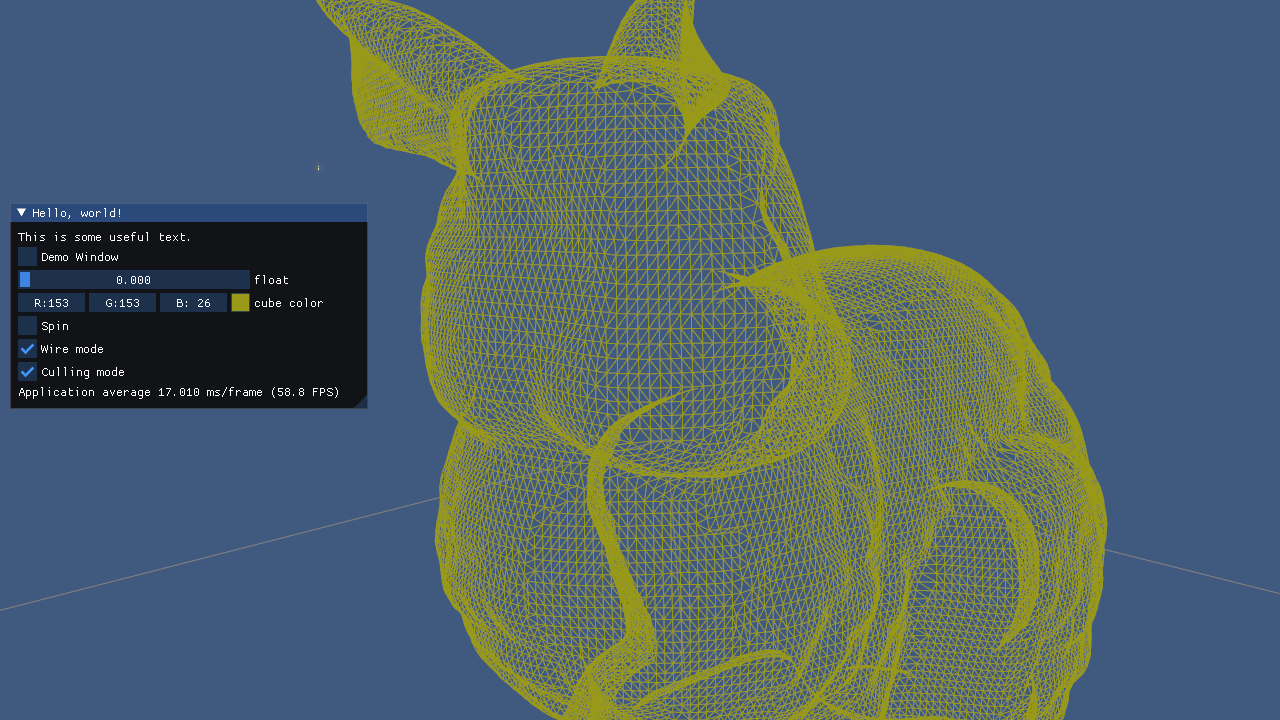 Hello, world!
This is some useful text.
Demo Window
0.000 float
R:153 G:153 B: 26 cube color
Spin
Wire mode
Culling mode
Application average 17.010 ms/frame (58.8 FPS)